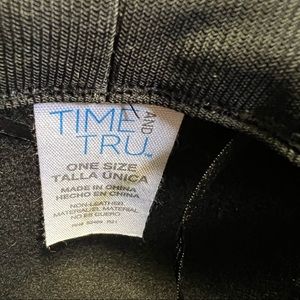 TIME AND
TRU™
ONE SIZE
TALLA ÚNICA
MADE IN CHINA
HECHO EN CHINA
NON-LEATHER
MATERIAL/EL MATERIAL
NO ES CUERO